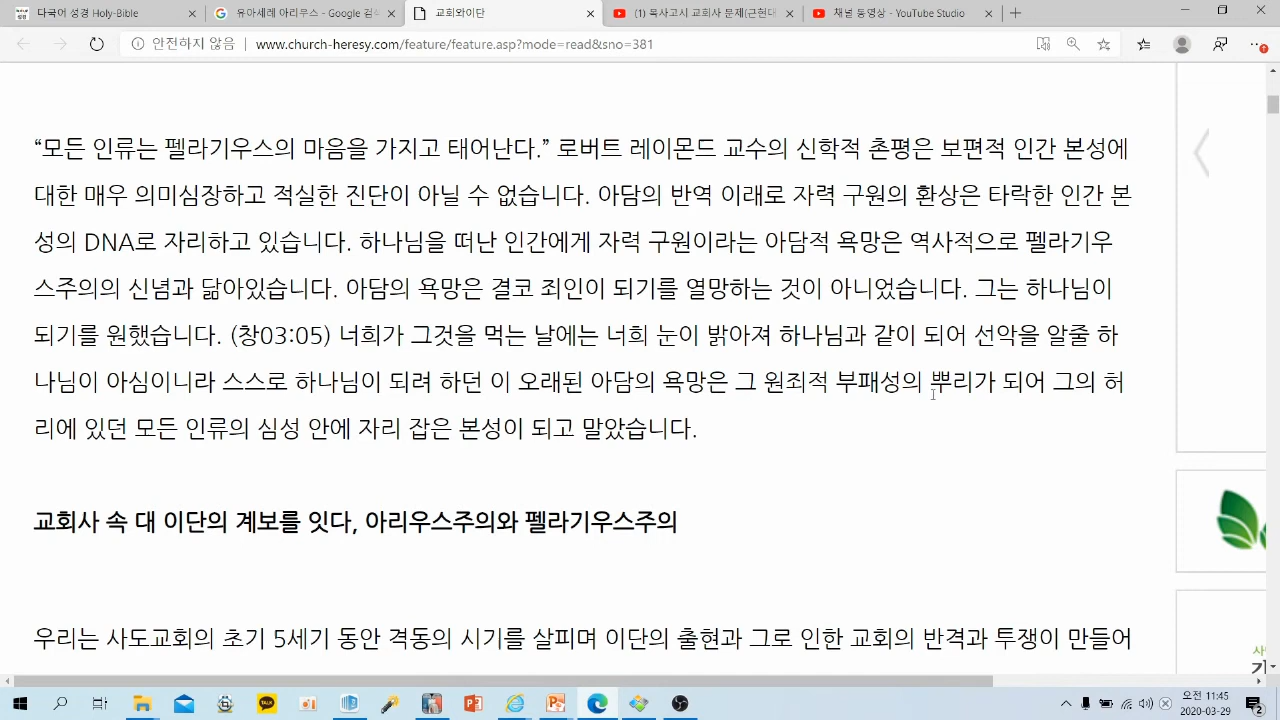 다국어 성경 Holy-Bible
유아세례 아리우스 - Google 검색
교회와이단
(1) 목사고시 교회사 문제(근현대
채널 동영상 - YouTube Studio
안전하지 않음 | www.church-heresy.com/feature/feature.asp?mode=read&sno=381
“모든 인류는 펠라기우스의 마음을 가지고 태어난다.” 로버트 레이몬드 교수의 신학적 촌평은 보편적 인간 본성에
대한 매우 의미심장하고 적실한 진단이 아닐 수 없습니다. 아담의 반역 이래로 자력 구원의 환상은 타락한 인간 본
성의 DNA로 자리하고 있습니다. 하나님을 떠난 인간에게 자력 구원이라는 아담적 욕망은 역사적으로 펠라기우
스주의의 신념과 닮아있습니다. 아담의 욕망은 결코 죄인이 되기를 열망하는 것이 아니었습니다. 그는 하나님이
되기를 원했습니다. (창03:05) 너희가 그것을 먹는 날에는 너희 눈이 밝아져 하나님과 같이 되어 선악을 알줄 하
나님이 아심이니라 스스로 하나님이 되려 하던 이 오래된 아담의 욕망은 그 원죄적 부패성의 뿌리가 되어 그의 허
리에 있던 모든 인류의 심성 안에 자리 잡은 본성이 되고 말았습니다.
교회사 속 대 이단의 계보를 잇다, 아리우스주의와 펠라기우스주의
우리는 사도교회의 초기 5세기 동안 격동의 시기를 살피며 이단의 출현과 그로 인한 교회의 반격과 투쟁이 만들어
TALK
오전 11:45
2020-03-29
2